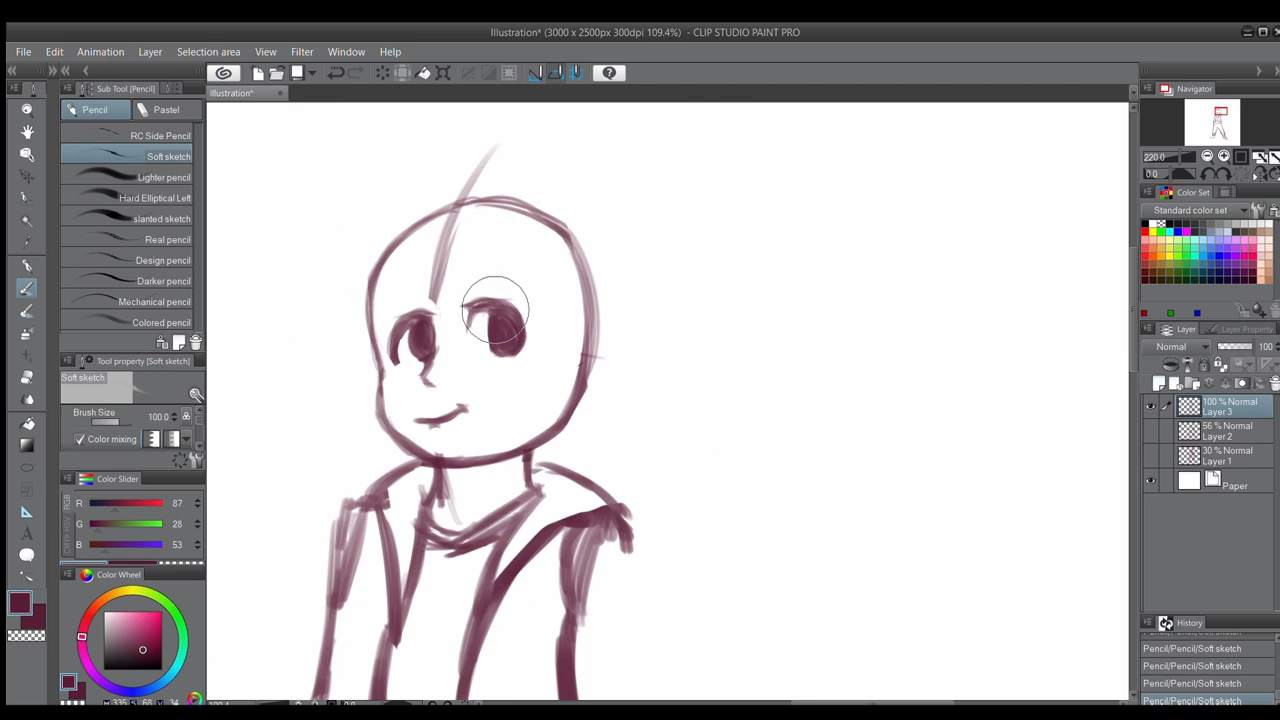 Illustration* (3000 x 2500px 300dpi 109.4%) - CLIP STUDIO PAINT PRO
File Edit Animation Layer Selection area View Filter Window Help
Sub Tool [Pencil]
Illustration*
Navigator
Pencil Pastel
RC Side Pencil
Soft sketch
Lighter pencil
Hard Elliptical Left
slanted sketch
Real pencil
Design pencil
Darker pencil
Mechanical pencil
Colored pencil
Tool property [Soft sketch]
Soft sketch
Brush Size 100.0
Color mixing
Color Slider
R 87
G 28
B 53
Color Wheel
335 68 34
220.0
0.0
Color Set
Standard color set
Layer Layer Property
Normal 100
100 % Normal
Layer 3
56 % Normal
Layer 2
30 % Normal
Layer 1
Paper
History
Pencil/Pencil/Soft sketch
Pencil/Pencil/Soft sketch
Pencil/Pencil/Soft sketch
Pencil/Pencil/Soft sketch